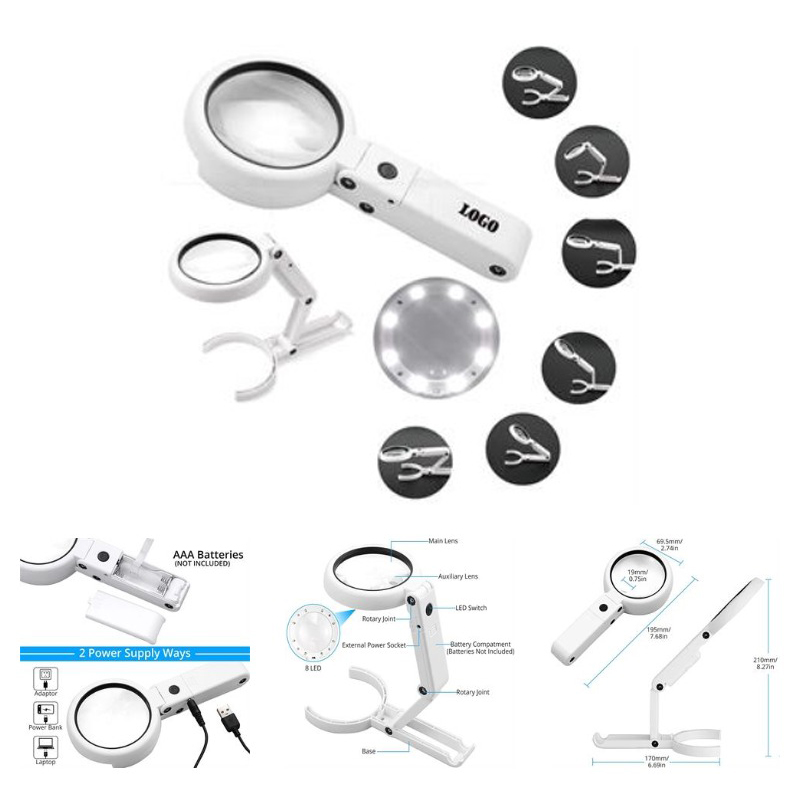 LOGO
AAA Batteries
(NOT INCLUDED)
2 Power Supply Ways
Adaptor
Power Bank
Laptop
Main Lens
Auxiliary Lens
LED Switch
Rotary Joint
External Power Socket
Battery Compatment
(Batteries Not Included)
8 LED
Rotary Joint
Base
69.5mm/
2.74in
19mm/
0.75in
195mm/
7.68in
210mm/
8.27in
170mm/
6.69in